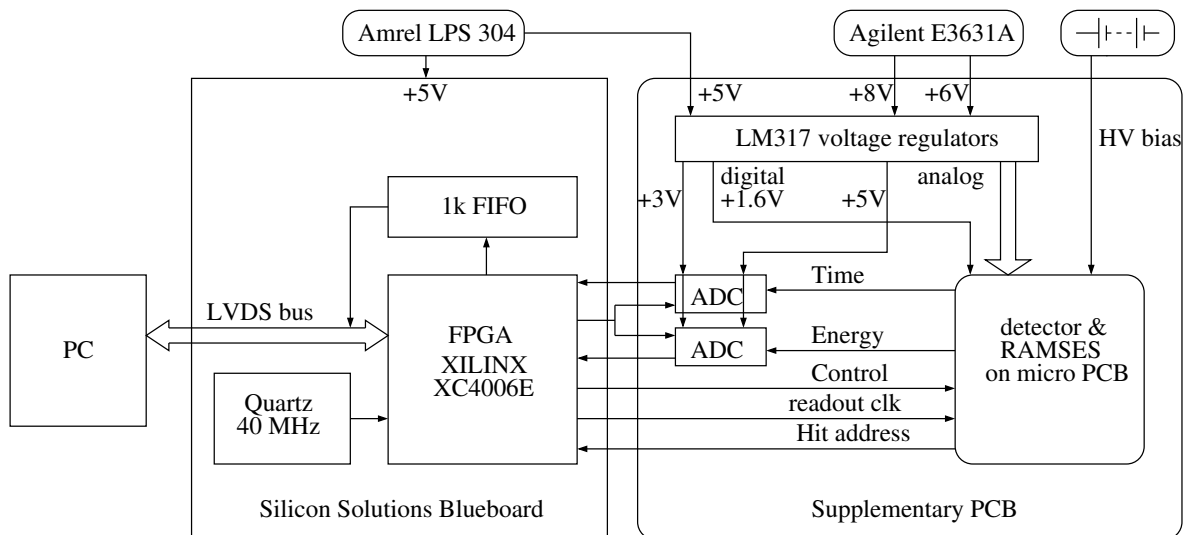 Amrel LPS 304
Agilent E3631A
+5V
+5V
+8V
+6V
LM317 voltage regulators
HV bias
digital
analog
+3V
+1.6V
+5V
1k FIFO
PC
LVDS bus
FPGA
XILINX
XC4006E
Quartz
40 MHz
ADC
ADC
Time
Energy
Control
readout clk
Hit address
detector &
RAMSES
on micro PCB
Silicon Solutions Blueboard
Supplementary PCB